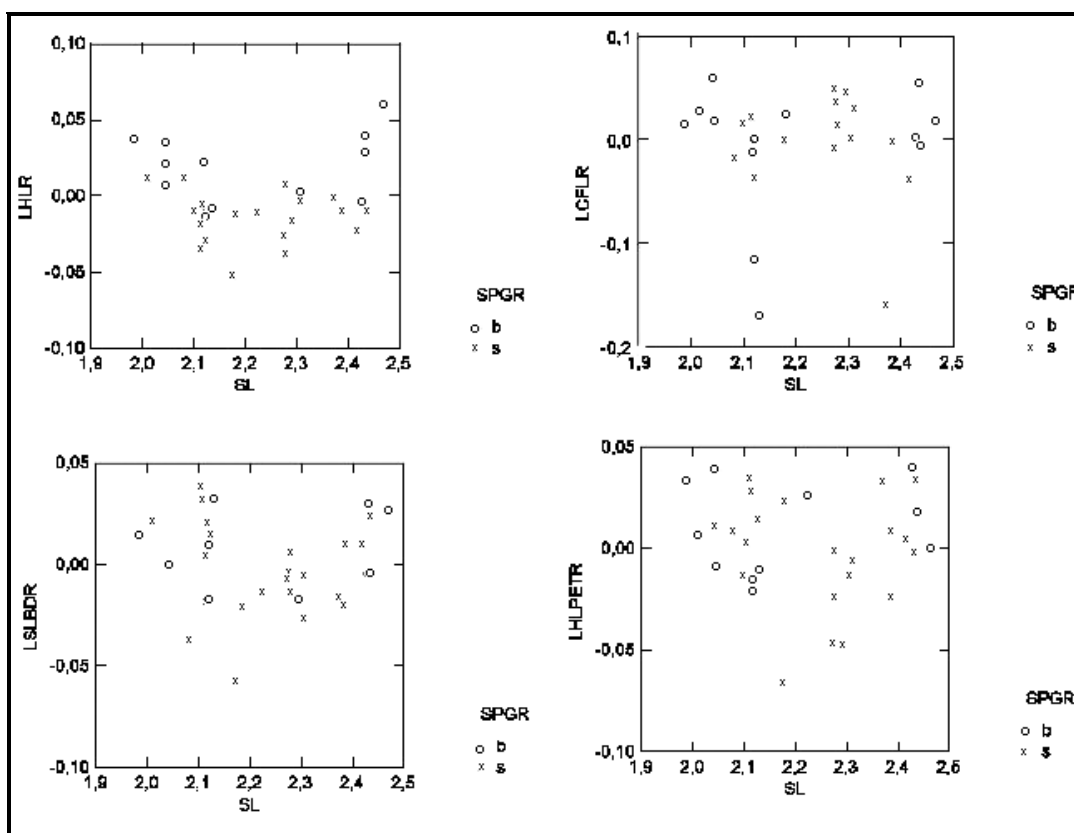 0,10
0,05
0,00
-0,05
-0,10
LHLR
1,9 2,0 2,1 2,2 2,3 2,4 2,5
SL
SPGR
b
s
0,1
0,0
-0,1
-0,2
LCFLR
1,9 2,0 2,1 2,2 2,3 2,4 2,5
SL
SPGR
b
s
0,05
0,00
-0,05
-0,10
LSLBDR
1,9 2,0 2,1 2,2 2,3 2,4 2,5
SL
SPGR
b
s
0,05
0,00
-0,05
-0,10
LHLPETR
1,9 2,0 2,1 2,2 2,3 2,4 2,5
SL
SPGR
b
s